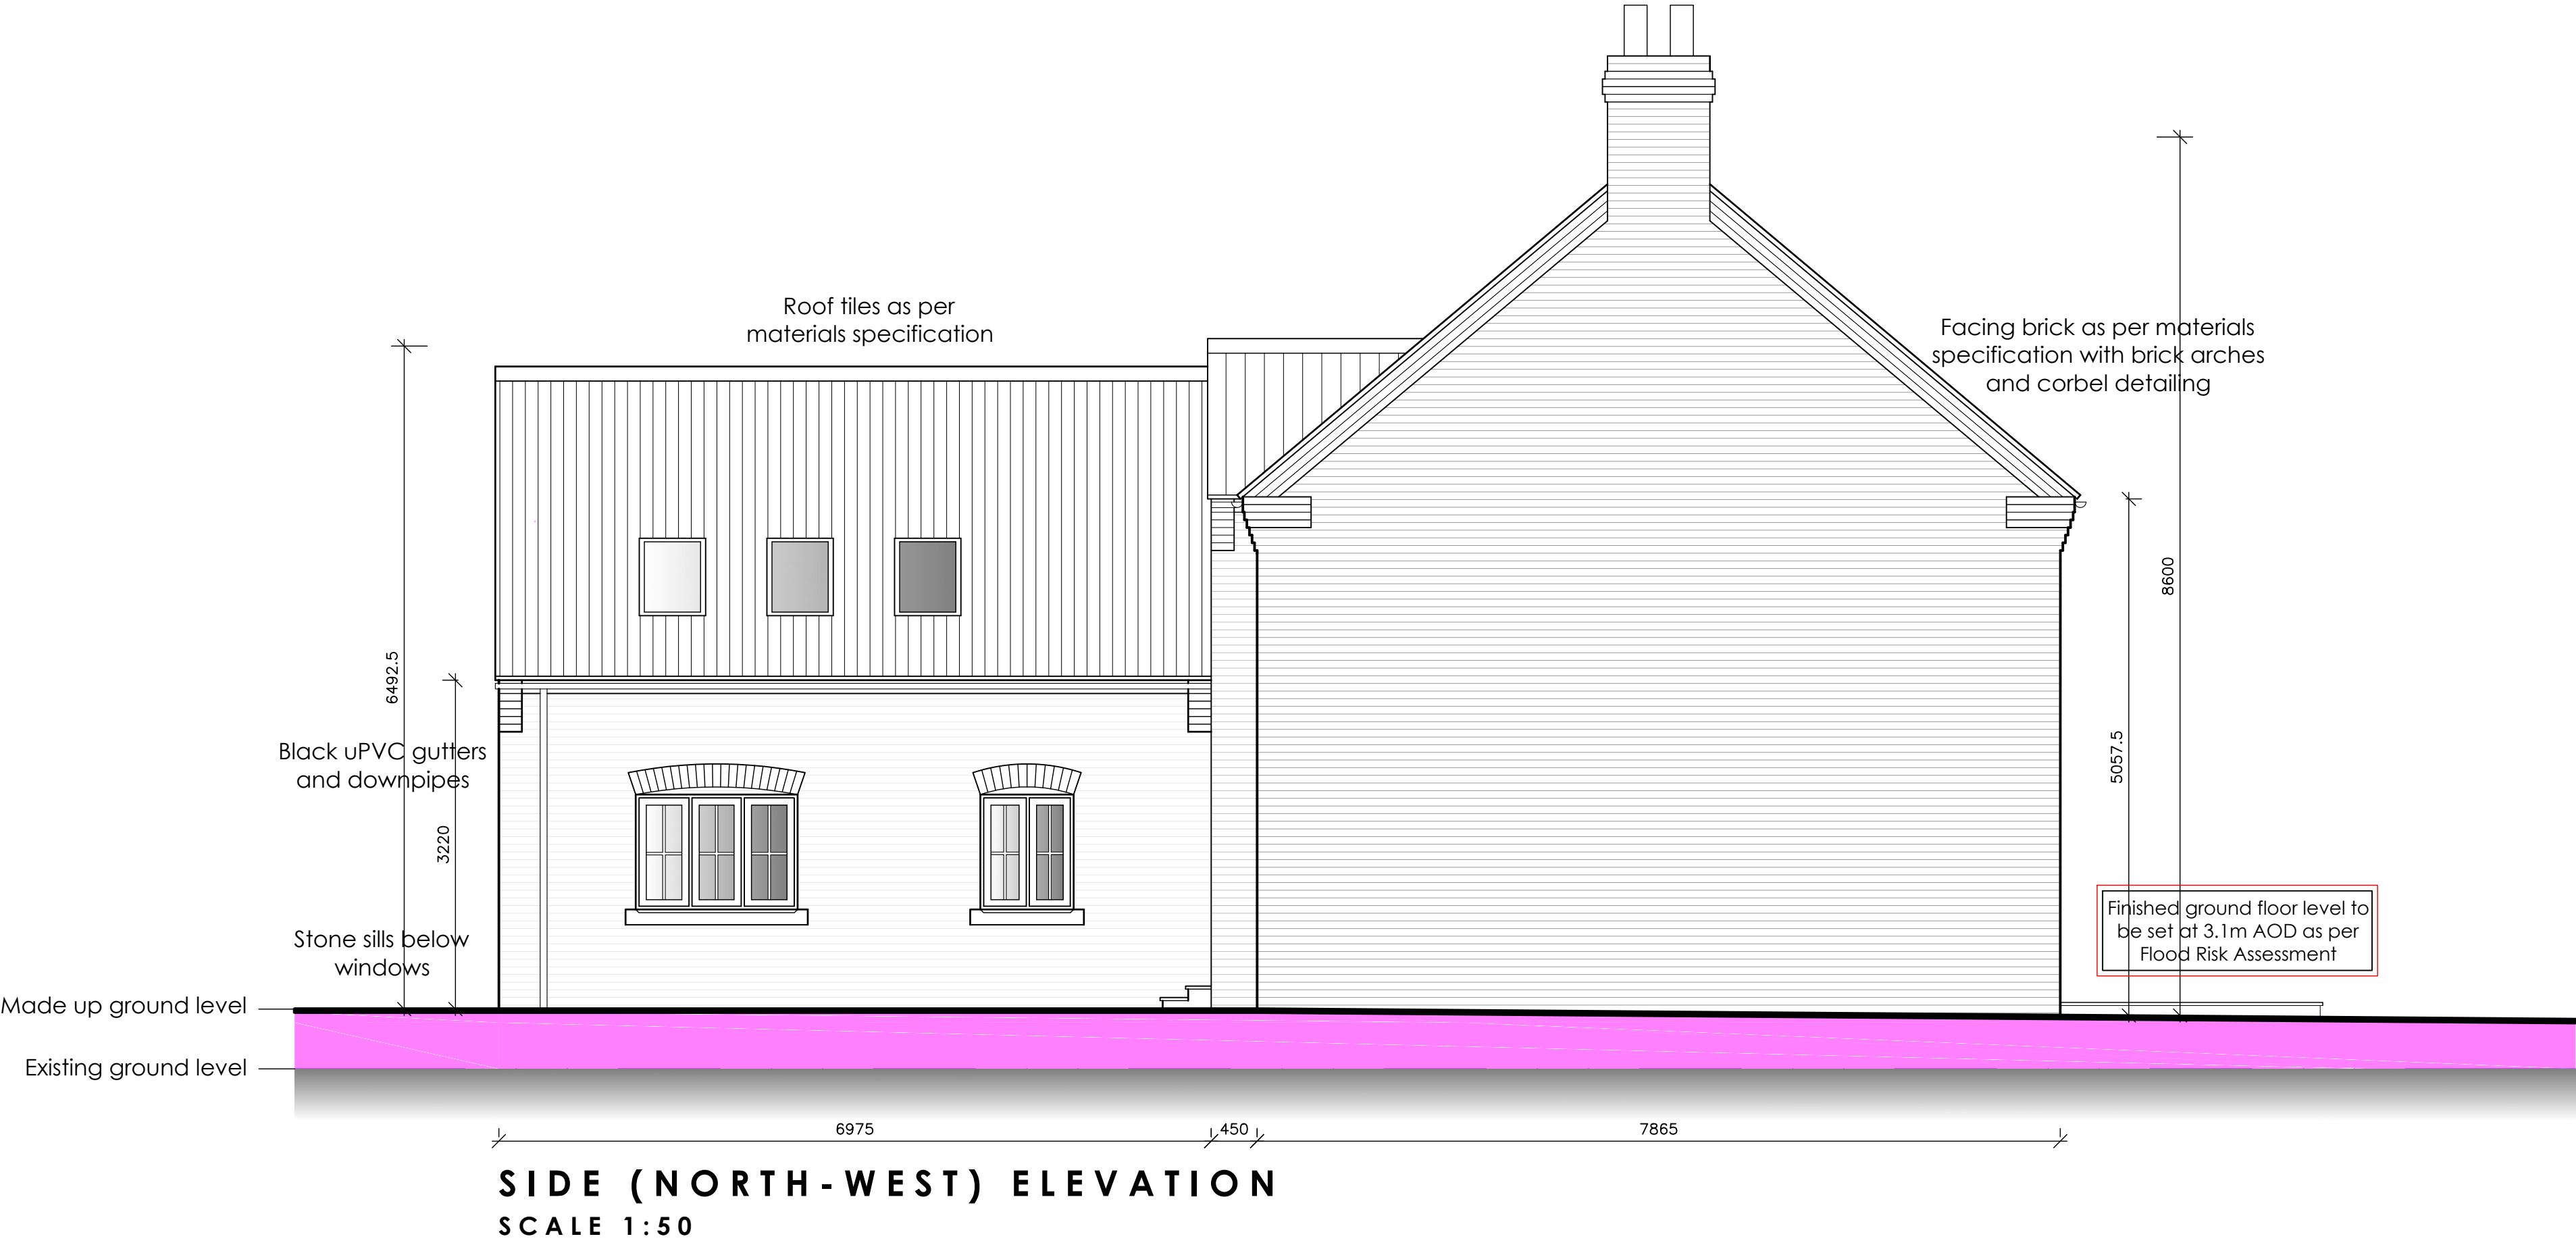 Roof tiles as per
materials specification
Facing brick as per materials
specification with brick arches
and corbel detailing
6492.5
3220
8600
5057.5
Black uPVC gutters
and downpipes
Stone sills below
windows
Finished ground floor level to
be set at 3.1m AOD as per
Flood Risk Assessment
Made up ground level
Existing ground level
6975
450
7865
SIDE (NORTH-WEST) ELEVATION
SCALE 1:50